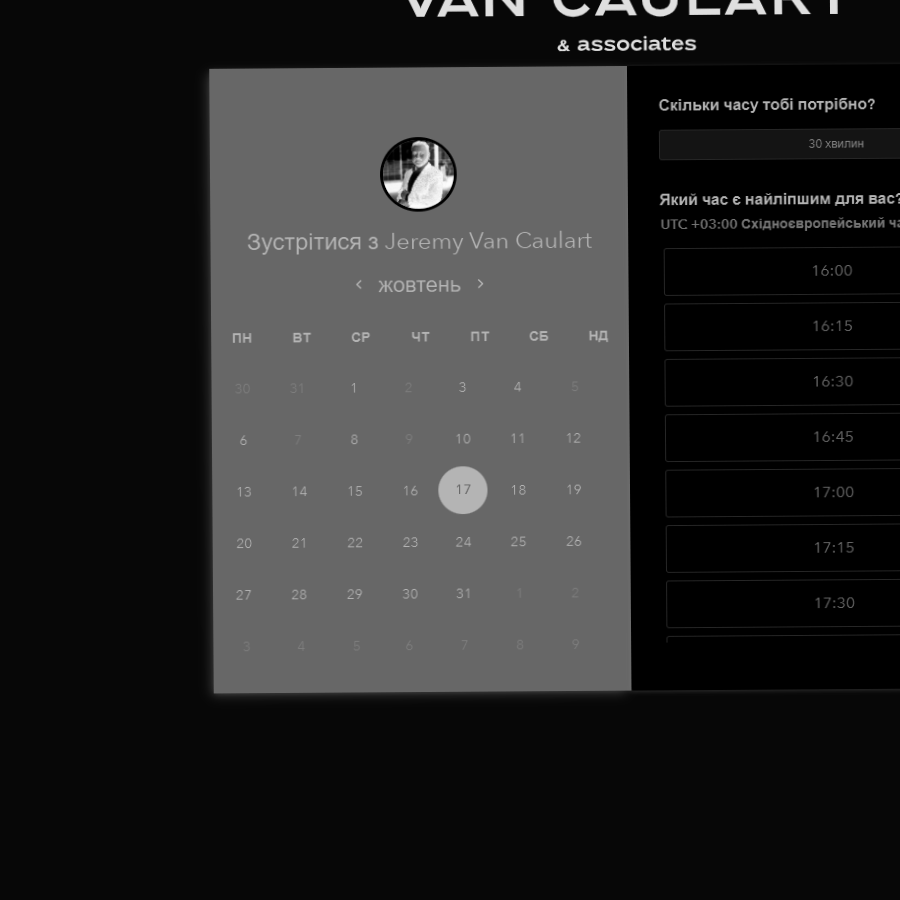 VAN CAULART
& associates
Зустрітися з Jeremy Van Caulart
‹ жовтень ›
ПН ВТ СР ЧТ ПТ СБ НД
30 31 1 2 3 4 5
6 7 8 9 10 11 12
13 14 15 16 17 18 19
20 21 22 23 24 25 26
27 28 29 30 31 1 2
3 4 5 6 7 8 9
Скільки часу тобі потрібно?
30 хвилин
Який час є найліпшим для вас?
UTC +03:00 Східноєвропейський
16:00
16:15
16:30
16:45
17:00
17:15
17:30